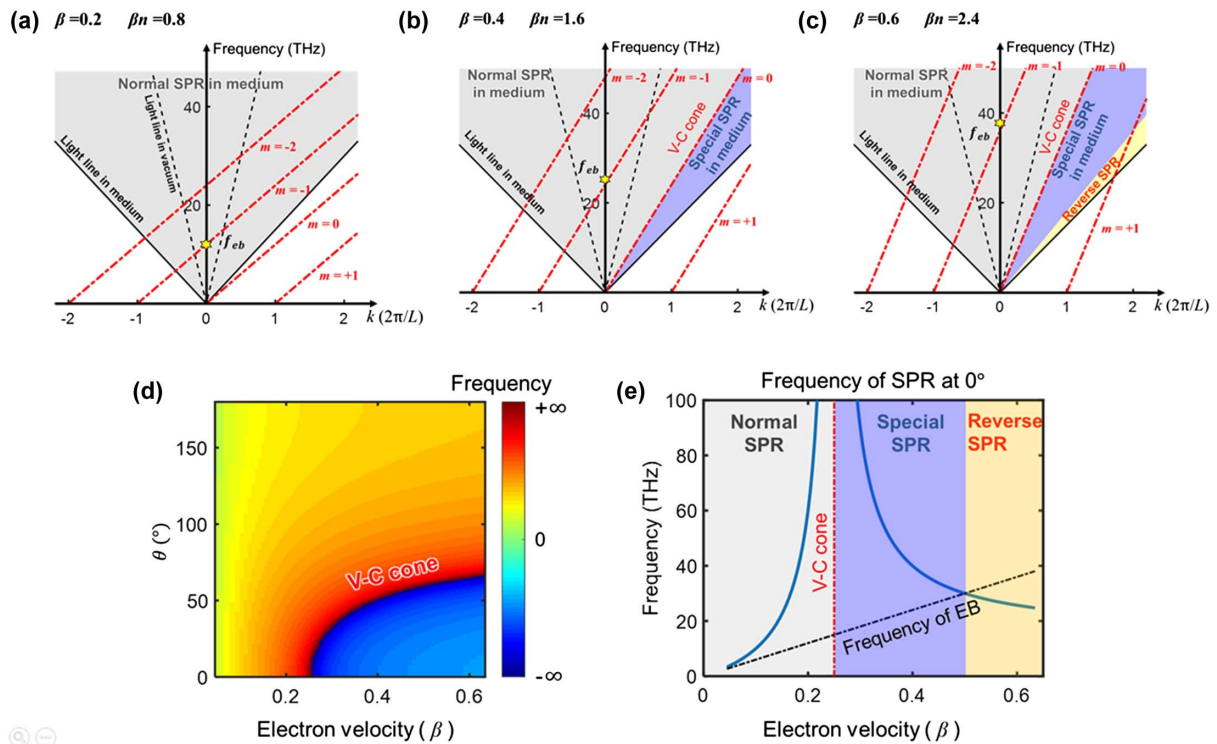 (a) β=0.2 βn=0.8
Frequency (THz)
Normal SPR in medium
Light line in vacuum
Light line in medium
40
20
f_eb
m = -2
m = -1
m = 0
m = +1
-2 -1 0 1 2 k (2π/L)
(b) β=0.4 βn=1.6
Frequency (THz)
Normal SPR
in medium
m = -2
m = -1
m = 0
40
V-C cone
Special SPR
in medium
Light line in medium
f_eb
20
m = +1
-2 -1 0 1 2 k (2π/L)
(c) β=0.6 βn=2.4
Frequency (THz)
Normal SPR
in medium
m = -2
m = -1
m = 0
40
f_eb
V-C cone
Special SPR
in medium
Light line in medium
20
Reverse SPR
m = +1
-2 -1 0 1 2 k (2π/L)
(d)
Frequency
+∞
0
-∞
150
100
50
0
θ (°)
V-C cone
0.2 0.4 0.6
Electron velocity ( β )
(e) Frequency of SPR at 0°
100
80
60
40
20
0
Frequency (THz)
Normal
SPR
Special
SPR
Reverse
SPR
V-C cone
Frequency of EB
0 0.2 0.4 0.6
Electron velocity ( β )